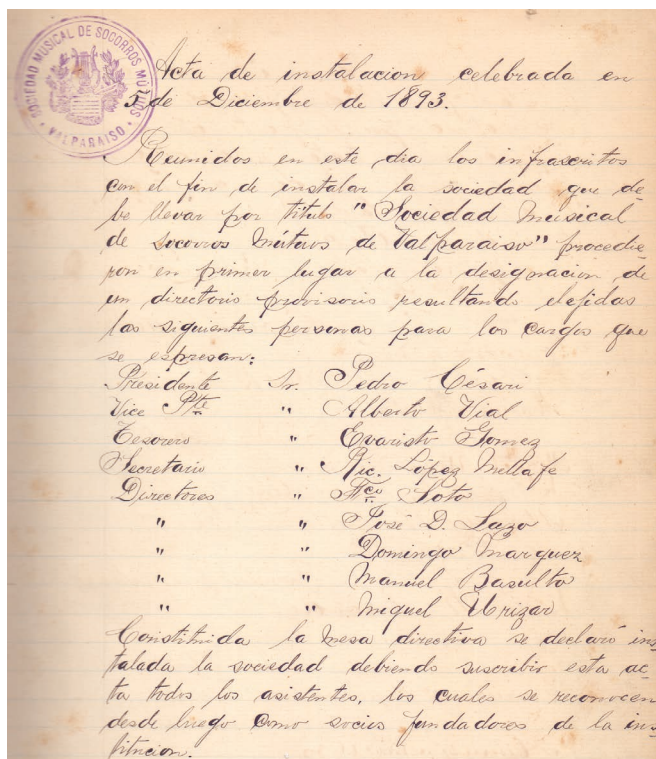 SOCIEDAD MUSICAL DE SOCORROS MUTUOS
VALPARAISO
Acta de instalacion celebrada en
5 de Diciembre de 1893.
Reunidos en este dia los infrascritos
con el fin de instalar la sociedad que de-
be llevar por título "Sociedad Musical
de Socorros Mútuos de Valparaiso" procedie-
ron en primer lugar a la designacion de
un directorio provisorio resultando elejidas
las siguientes personas para los cargos que
se espresan:
Presidente Sr. Pedro Césari
Vice Pte " Alberto Vial
Tesorero " Evaristo Gomez
Secretario " Ric. López Mellafe
Directores " Fco Soto
" " José D. Lazo
" " Domingo Marquez
" " Manuel Basulto
" " Miguel Urizar
Constituida la mesa directiva se declaró ins-
talada la sociedad debiendo suscribir esta ac-
ta todos los asistentes, los cuales se reconocen
desde luego como socios fundadores de la ins-
titucion.